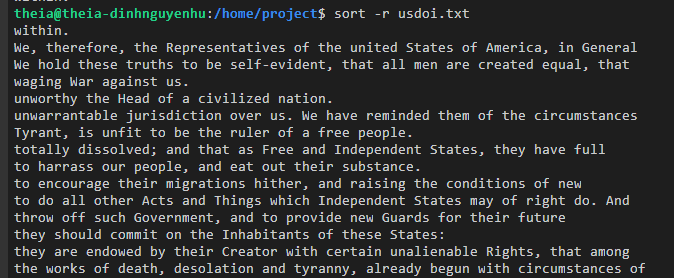 within.
theia@theia-dinhnguyenhu:/home/project$ sort -r usdoi.txt
within.
We, therefore, the Representatives of the united States of America, in General
We hold these truths to be self-evident, that all men are created equal, that
waging War against us.
unworthy the Head of a civilized nation.
unwarrantable jurisdiction over us. We have reminded them of the circumstances
Tyrant, is unfit to be the ruler of a free people.
totally dissolved; and that as Free and Independent States, they have full
to harrass our people, and eat out their substance.
to encourage their migrations hither, and raising the conditions of new
to do all other Acts and Things which Independent States may of right do. And
throw off such Government, and to provide new Guards for their future
they should commit on the Inhabitants of these States:
they are endowed by their Creator with certain unalienable Rights, that among
the works of death, desolation and tyranny, already begun with circumstances of